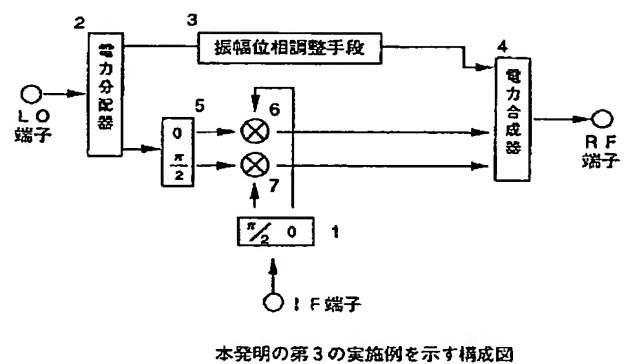 2
3
4
電力分配器
振幅位相調整手段
電力合成器
LO
端子
5
6
0
π/2
7
RF
端子
π/2 0
1
IF端子
本発明の第3の実施例を示す構成図